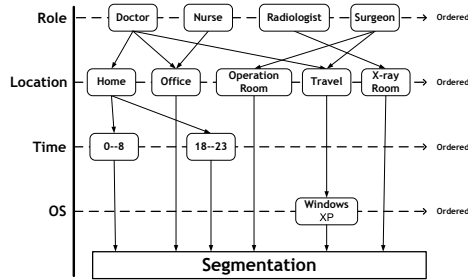 Role
Doctor
Nurse
Radiologist
Surgeon
Ordered
Location
Home
Office
Operation
Room
Travel
X-ray
Room
Ordered
Time
0--8
18--23
Ordered
OS
Windows
XP
Ordered
Segmentation